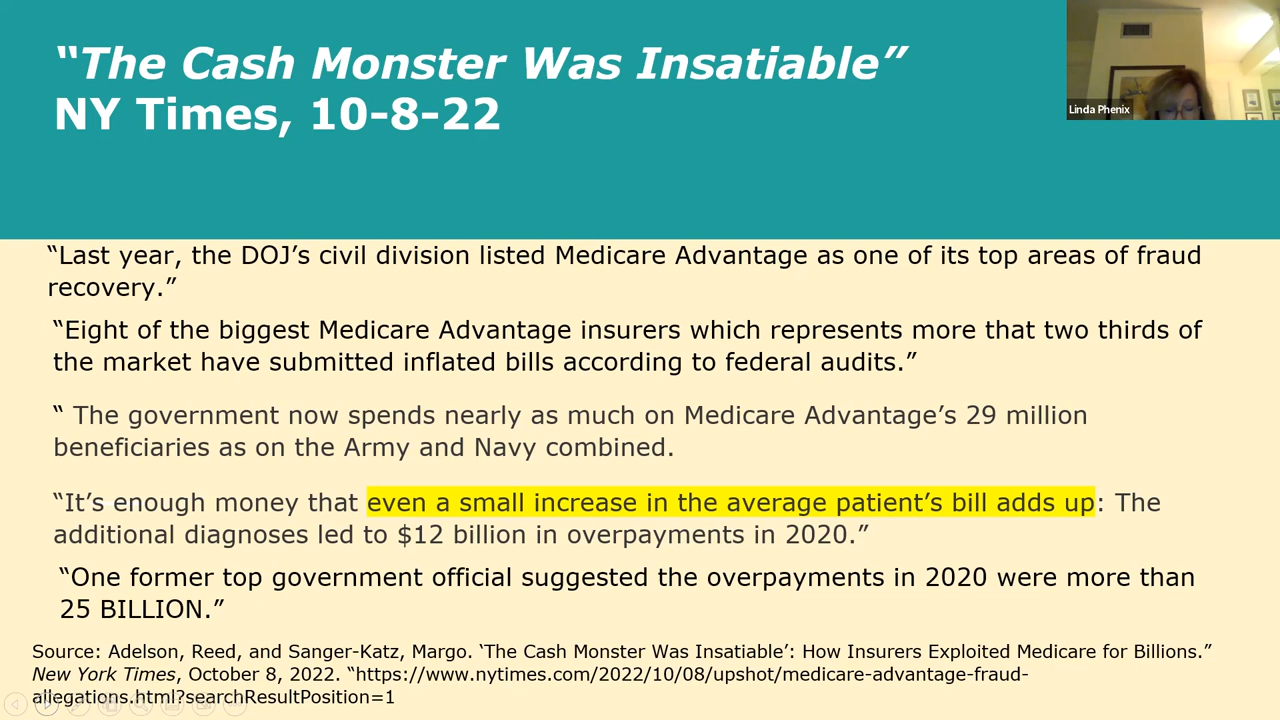 “The Cash Monster Was Insatiable”
NY Times, 10-8-22
Linda Phenix
“Last year, the DOJ’s civil division listed Medicare Advantage as one of its top areas of fraud
recovery.”
“Eight of the biggest Medicare Advantage insurers which represents more that two thirds of
the market have submitted inflated bills according to federal audits.”
“ The government now spends nearly as much on Medicare Advantage’s 29 million
beneficiaries as on the Army and Navy combined.
“It’s enough money that even a small increase in the average patient’s bill adds up: The
additional diagnoses led to $12 billion in overpayments in 2020.”
“One former top government official suggested the overpayments in 2020 were more than
25 BILLION.”
Source: Adelson, Reed, and Sanger-Katz, Margo. ‘The Cash Monster Was Insatiable’: How Insurers Exploited Medicare for Billions.”
New York Times, October 8, 2022. “https://www.nytimes.com/2022/10/08/upshot/medicare-advantage-fraud-
allegations.html?searchResultPosition=1